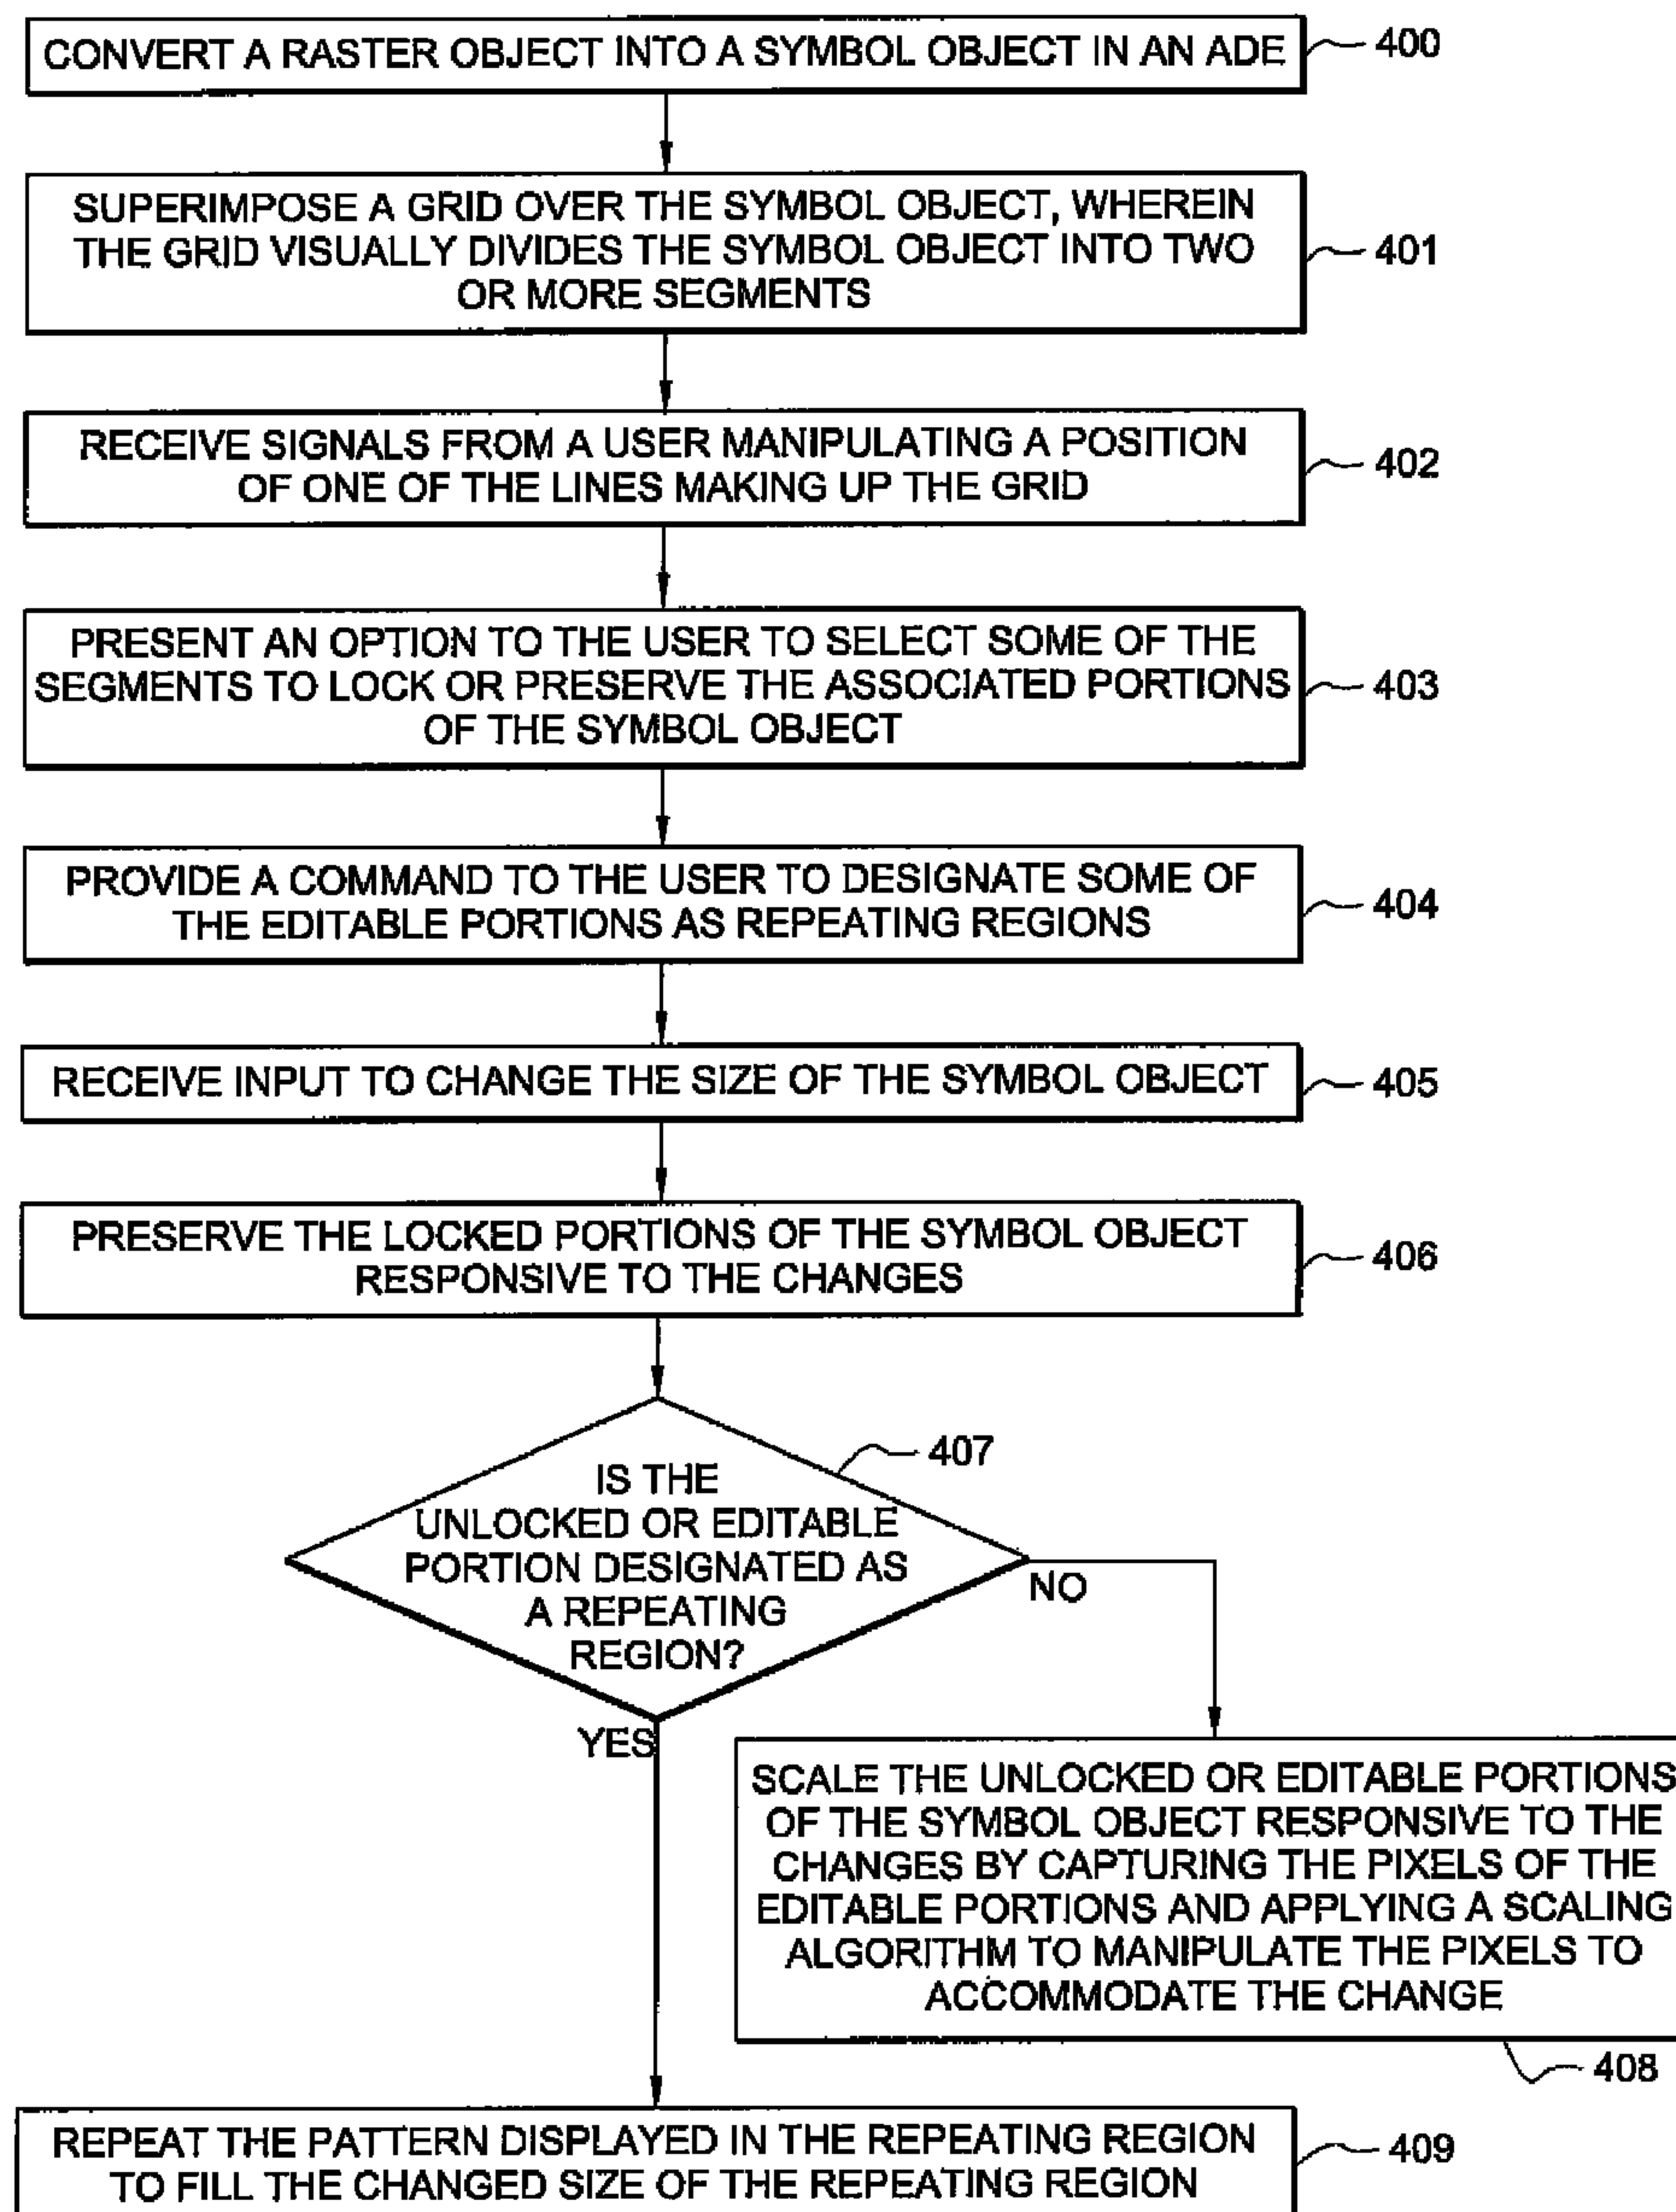 CONVERT A RASTER OBJECT INTO A SYMBOL OBJECT IN AN ADE
400
SUPERIMPOSE A GRID OVER THE SYMBOL OBJECT, WHEREIN
THE GRID VISUALLY DIVIDES THE SYMBOL OBJECT INTO TWO
OR MORE SEGMENTS
401
RECEIVE SIGNALS FROM A USER MANIPULATING A POSITION
OF ONE OF THE LINES MAKING UP THE GRID
402
PRESENT AN OPTION TO THE USER TO SELECT SOME OF THE
SEGMENTS TO LOCK OR PRESERVE THE ASSOCIATED PORTIONS
OF THE SYMBOL OBJECT
403
PROVIDE A COMMAND TO THE USER TO DESIGNATE SOME OF
THE EDITABLE PORTIONS AS REPEATING REGIONS
404
RECEIVE INPUT TO CHANGE THE SIZE OF THE SYMBOL OBJECT
405
PRESERVE THE LOCKED PORTIONS OF THE SYMBOL OBJECT
RESPONSIVE TO THE CHANGES
406
407
IS THE
UNLOCKED OR EDITABLE
PORTION DESIGNATED AS
A REPEATING
REGION?
NO
YES
SCALE THE UNLOCKED OR EDITABLE PORTIONS
OF THE SYMBOL OBJECT RESPONSIVE TO THE
CHANGES BY CAPTURING THE PIXELS OF THE
EDITABLE PORTIONS AND APPLYING A SCALING
ALGORITHM TO MANIPULATE THE PIXELS TO
ACCOMMODATE THE CHANGE
408
REPEAT THE PATTERN DISPLAYED IN THE REPEATING REGION
TO FILL THE CHANGED SIZE OF THE REPEATING REGION
409